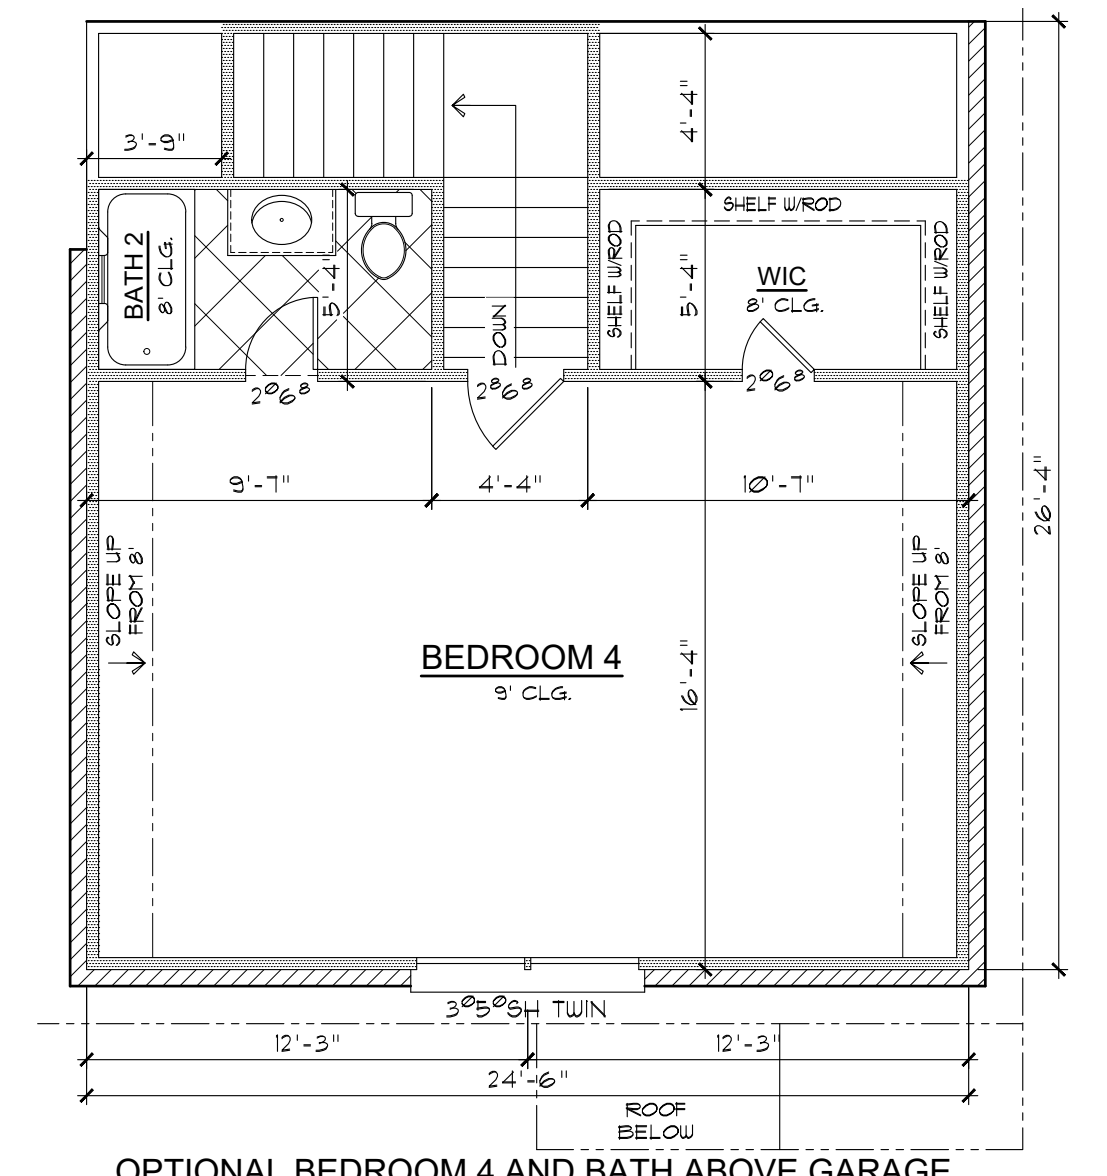 4'-4"
3'-9"
SHELF W/ROD
SHELF W/ROD
SHELF W/ROD
BATH 2
8' CLG.
5'-4"
DOWN
5'-4"
WIC
8' CLG.
2⁰6⁸
2⁸6⁸
2⁰6⁸
9'-7"
4'-4"
10'-7"
26'-4"
SLOPE UP
FROM 8'
SLOPE UP
FROM 8'
BEDROOM 4
9' CLG.
16'-4"
3⁰5⁰SH TWIN
12'-3"
12'-3"
24'-6"
ROOF
BELOW
OPTIONAL BEDROOM 4 AND BATH ABOVE GARAGE